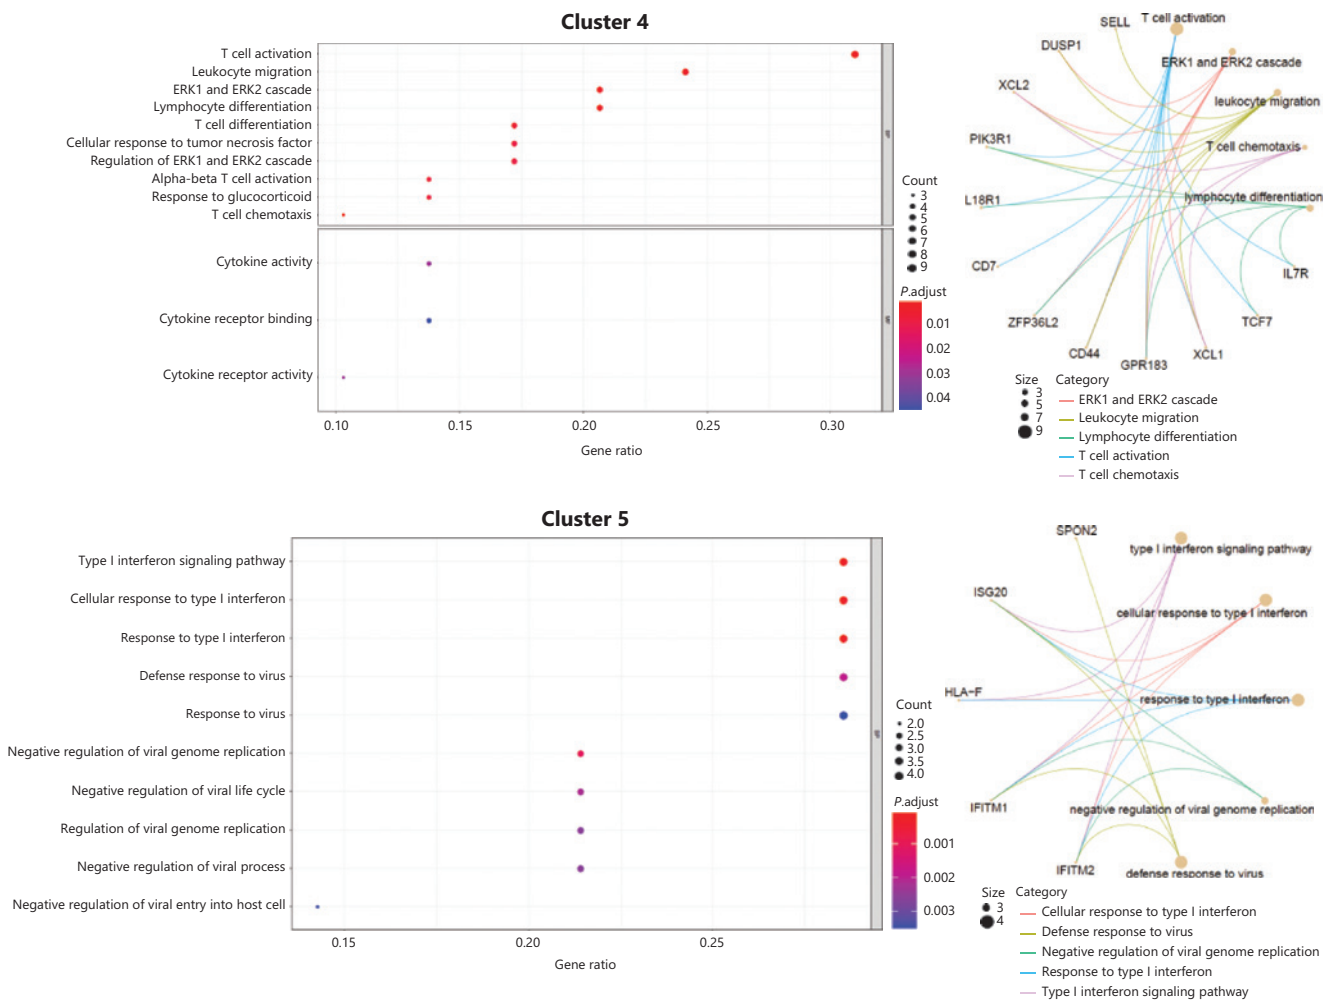 Cluster 4
T cell activation
Leukocyte migration
ERK1 and ERK2 cascade
Lymphocyte differentiation
T cell differentiation
Cellular response to tumor necrosis factor
Regulation of ERK1 and ERK2 cascade
Alpha-beta T cell activation
Response to glucocorticoid
T cell chemotaxis
Cytokine activity
Cytokine receptor binding
Cytokine receptor activity
0.10 0.15 0.20 0.25 0.30
Gene ratio
Count
3
4
5
6
7
8
9
P.adjust
0.01
0.02
0.03
0.04
SELL
T cell activation
DUSP1
ERK1 and ERK2 cascade
XCL2
leukocyte migration
PIK3R1
T cell chemotaxis
L18R1
lymphocyte differentiation
CD7
IL7R
ZFP36L2
TCF7
CD44
XCL1
GPR183
Size
3
5
7
9
Category
ERK1 and ERK2 cascade
Leukocyte migration
Lymphocyte differentiation
T cell activation
T cell chemotaxis
Cluster 5
Type I interferon signaling pathway
Cellular response to type I interferon
Response to type I interferon
Defense response to virus
Response to virus
Negative regulation of viral genome replication
Negative regulation of viral life cycle
Regulation of viral genome replication
Negative regulation of viral process
Negative regulation of viral entry into host cell
0.15 0.20 0.25
Gene ratio
Count
2.0
2.5
3.0
3.5
4.0
P.adjust
0.001
0.002
0.003
SPON2
type I interferon signaling pathway
ISG20
cellular response to type I interferon
HLA-F
response to type I interferon
IFITM1
negative regulation of viral genome replication
IFITM2
defense response to virus
Size
3
4
Category
Cellular response to type I interferon
Defense response to virus
Negative regulation of viral genome replication
Response to type I interferon
Type I interferon signaling pathway